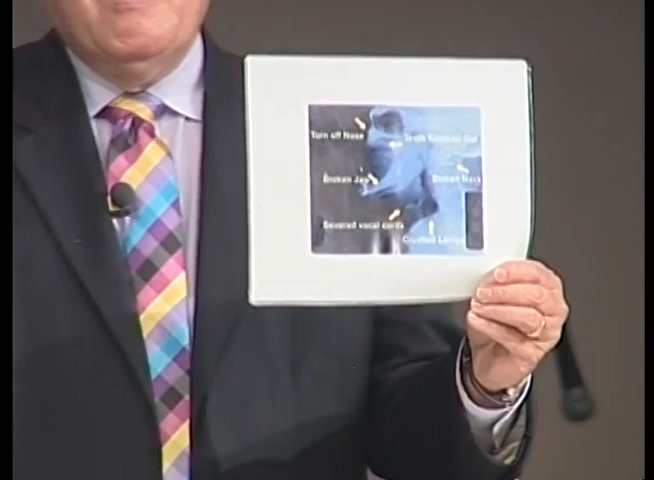 Torn off Nose
Teeth Knocked Out
Broken Jaw
Broken Neck
Severed vocal cords
Crushed Larynx